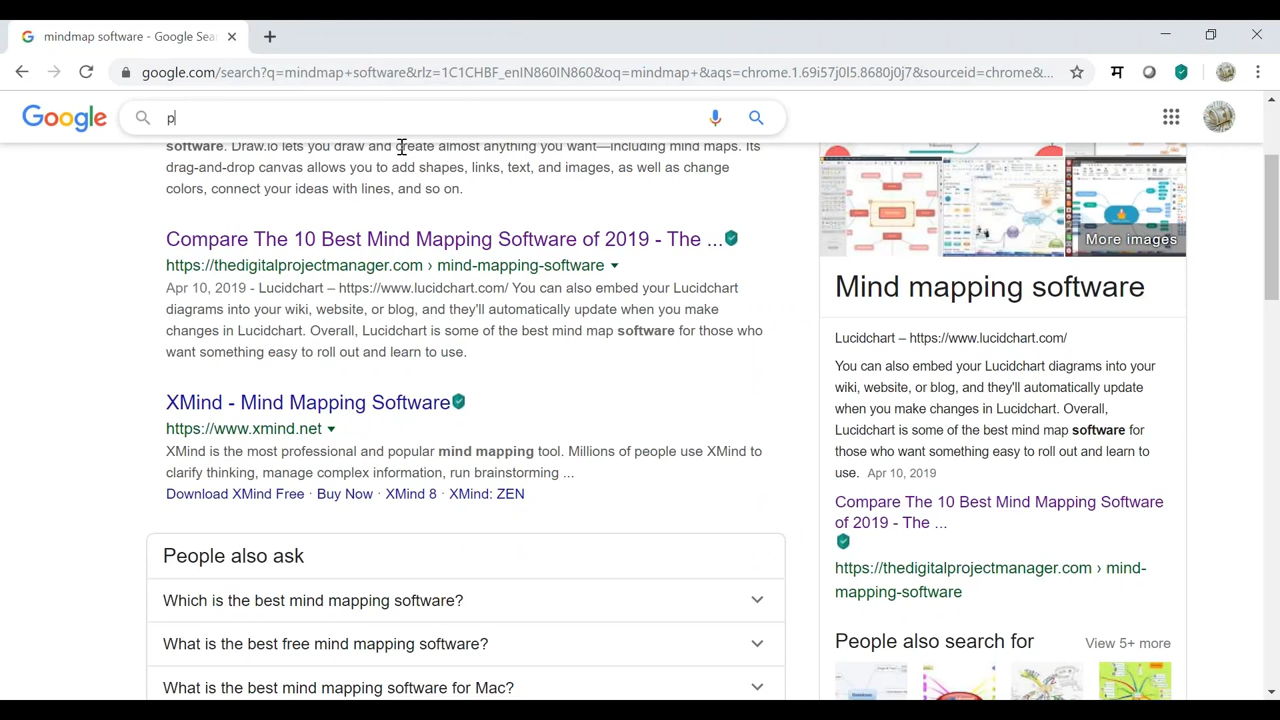 mindmap software - Google Sea
google.com/search?q=mindmap+software&rlz=1C1CHBF_enIN860IN860&oq=mindmap+&aqs=chrome.1.69i57j0l5.8680j0j7&sourceid=chrome&...
म
Google
p
software. Draw.io lets you draw and create almost anything you want—including mind maps. Its
drag-and-drop canvas allows you to add shapes, links, text, and images, as well as change
colors, connect your ideas with lines, and so on.
Compare The 10 Best Mind Mapping Software of 2019 - The ...
https://thedigitalprojectmanager.com › mind-mapping-software
Apr 10, 2019 - Lucidchart – https://www.lucidchart.com/ You can also embed your Lucidchart
diagrams into your wiki, website, or blog, and they'll automatically update when you make
changes in Lucidchart. Overall, Lucidchart is some of the best mind map software for those who
want something easy to roll out and learn to use.
XMind - Mind Mapping Software
https://www.xmind.net
XMind is the most professional and popular mind mapping tool. Millions of people use XMind to
clarify thinking, manage complex information, run brainstorming ...
Download XMind Free · Buy Now · XMind 8 · XMind: ZEN
People also ask
Which is the best mind mapping software?
What is the best free mind mapping software?
What is the best mind mapping software for Mac?
More images
Mind mapping software
Lucidchart – https://www.lucidchart.com/
You can also embed your Lucidchart diagrams into your
wiki, website, or blog, and they'll automatically update
when you make changes in Lucidchart. Overall,
Lucidchart is some of the best mind map software for
those who want something easy to roll out and learn to
use. Apr 10, 2019
Compare The 10 Best Mind Mapping Software
of 2019 - The ...
https://thedigitalprojectmanager.com › mind-
mapping-software
People also search for
View 5+ more